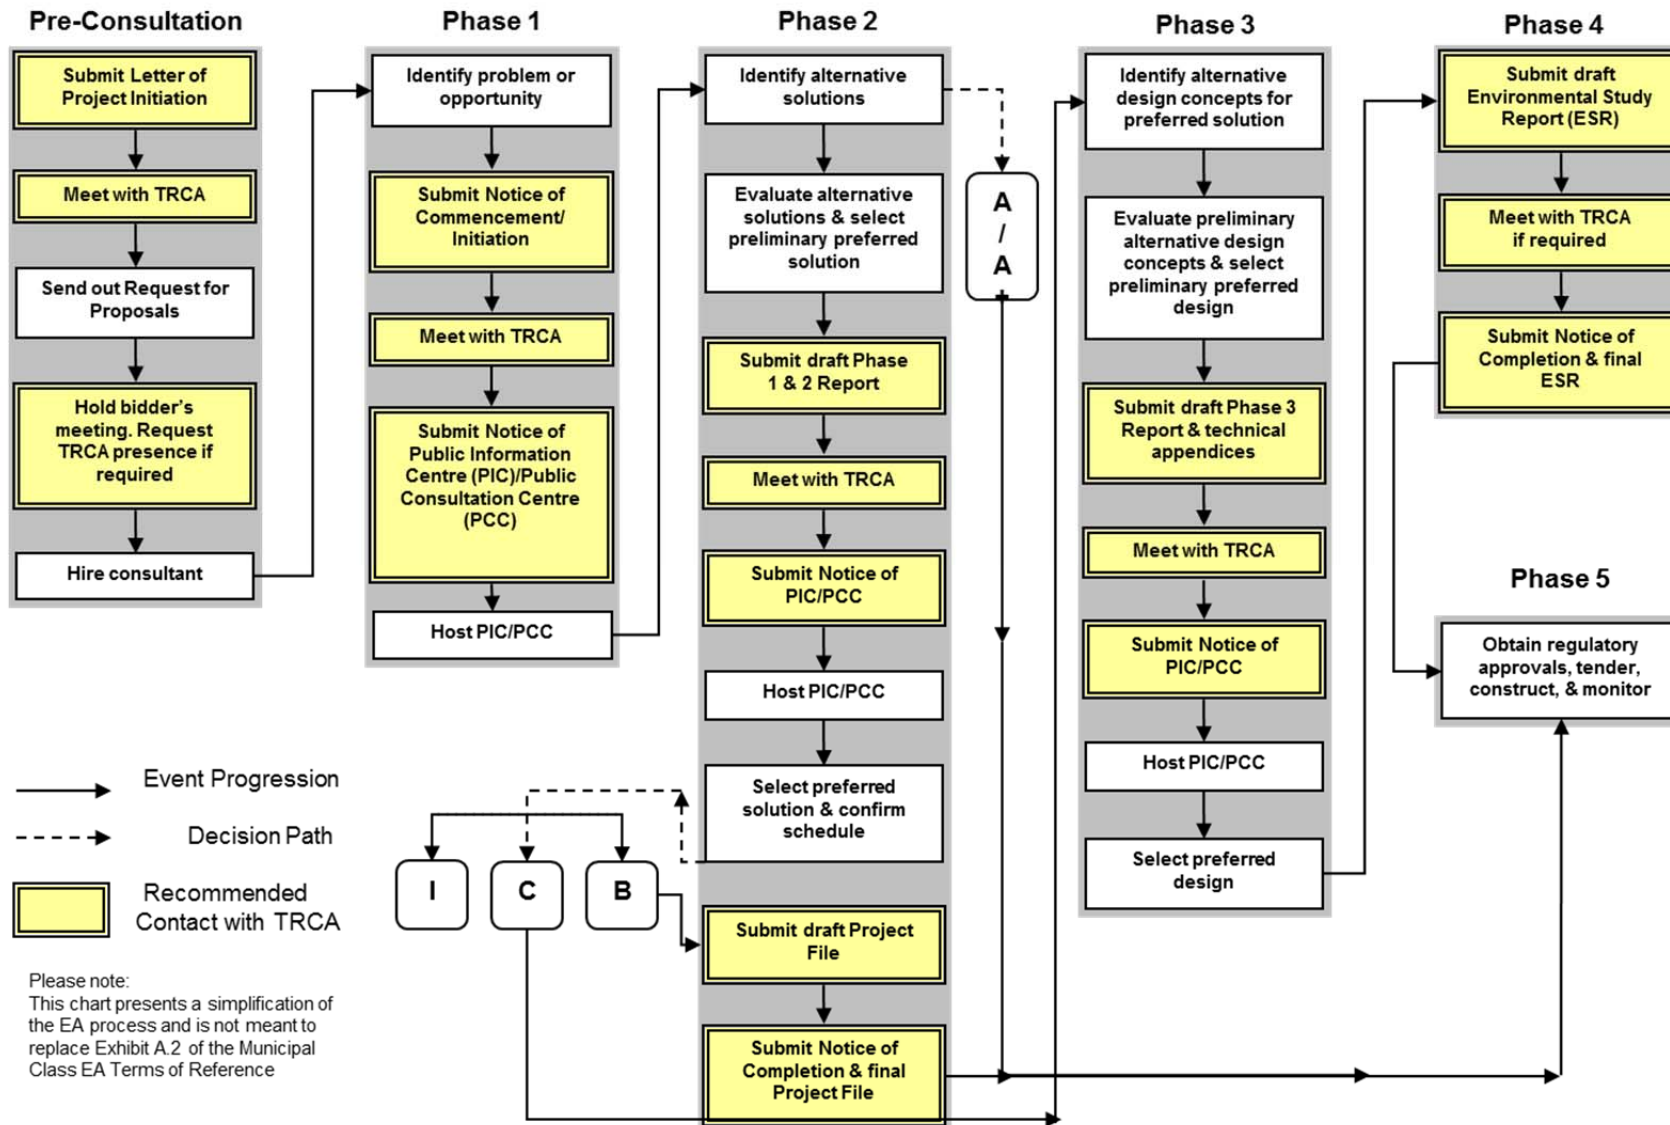 Pre-Consultation
Submit Letter of
Project Initiation
Meet with TRCA
Send out Request for
Proposals
Hold bidder's
meeting. Request
TRCA presence if
required
Hire consultant
Phase 1
Identify problem or
opportunity
Submit Notice of
Commencement/
Initiation
Meet with TRCA
Submit Notice of
Public Information
Centre (PIC)/Public
Consultation Centre
(PCC)
Host PIC/PCC
Phase 2
Identify alternative
solutions
Evaluate alternative
solutions & select
preliminary preferred
solution
Submit draft Phase
1 & 2 Report
Meet with TRCA
Submit Notice of
PIC/PCC
Host PIC/PCC
Select preferred
solution & confirm
schedule
Submit draft Project
File
Submit Notice of
Completion & final
Project File
A
/
A
I
C
B
Phase 3
Identify alternative
design concepts for
preferred solution
Evaluate preliminary
alternative design
concepts & select
preliminary preferred
design
Submit draft Phase 3
Report & technical
appendices
Meet with TRCA
Submit Notice of
PIC/PCC
Host PIC/PCC
Select preferred
design
Phase 4
Submit draft
Environmental Study
Report (ESR)
Meet with TRCA
if required
Submit Notice of
Completion & final
ESR
Phase 5
Obtain regulatory
approvals, tender,
construct, & monitor
Event Progression
Decision Path
Recommended
Contact with TRCA
Please note:
This chart presents a simplification of
the EA process and is not meant to
replace Exhibit A.2 of the Municipal
Class EA Terms of Reference